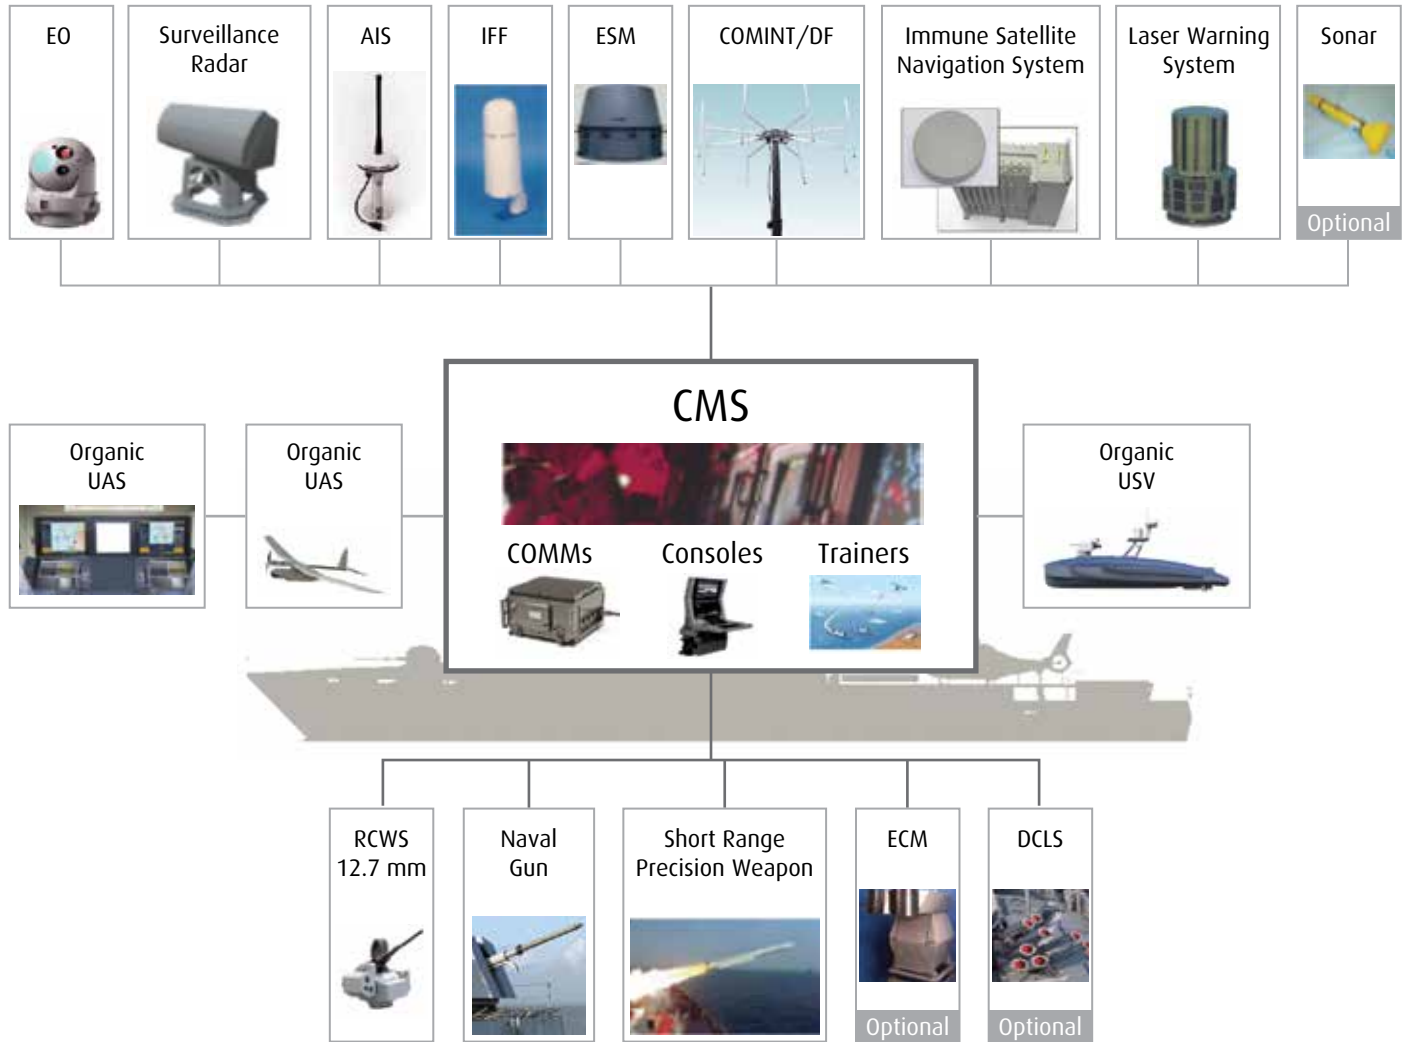 EO
Surveillance
Radar
AIS
IFF
ESM
COMINT/DF
Immune Satellite
Navigation System
Laser Warning
System
Sonar
Optional
CMS
COMMs
Consoles
Trainers
Organic
UAS
Organic
UAS
Organic
USV
RCWS
12.7 mm
Naval
Gun
Short Range
Precision Weapon
ECM
Optional
DCLS
Optional